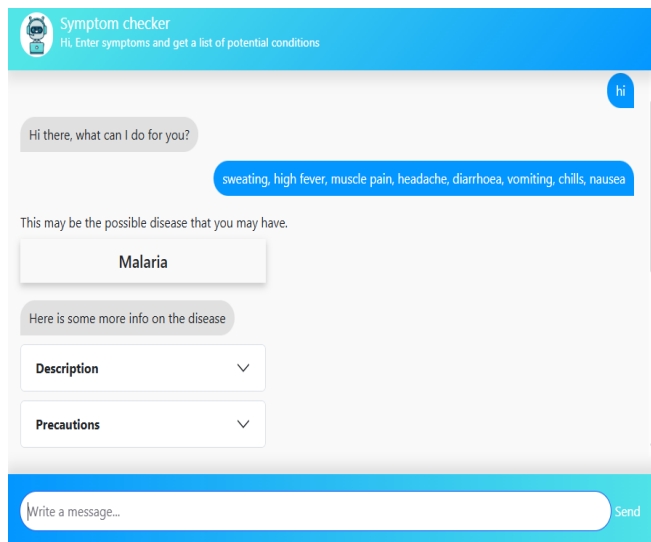 Symptom checker
Hi, Enter symptoms and get a list of potential conditions
hi
Hi there, what can I do for you?
sweating, high fever, muscle pain, headache, diarrhoea, vomiting, chills, nausea
This may be the possible disease that you may have.
Malaria
Here is some more info on the disease
Description
Precautions
Write a message...
Send